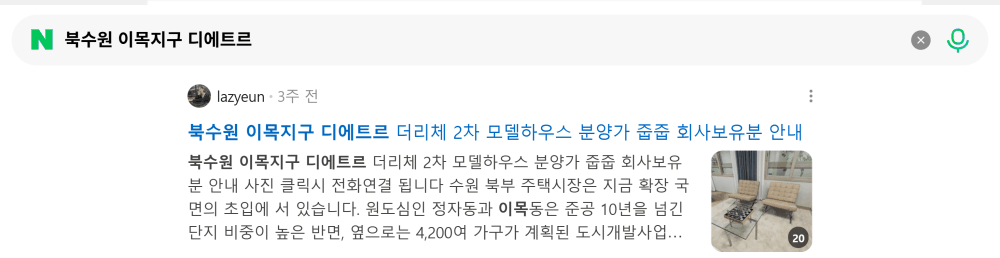 N 북수원 이목지구 디에트르
lazyeun · 3주 전
북수원 이목지구 디에트르 더리체 2차 모델하우스 분양가 줍줍 회사보유분 안내
북수원 이목지구 디에트르 더리체 2차 모델하우스 분양가 줍줍 회사보유
분 안내 사진 클릭시 전화연결 됩니다 수원 북부 주택시장은 지금 확장 국
면의 초입에 서 있습니다. 원도심인 정자동과 이목동은 준공 10년을 넘긴
단지 비중이 높은 반면, 옆으로는 4,200여 가구가 계획된 도시개발사업...
20